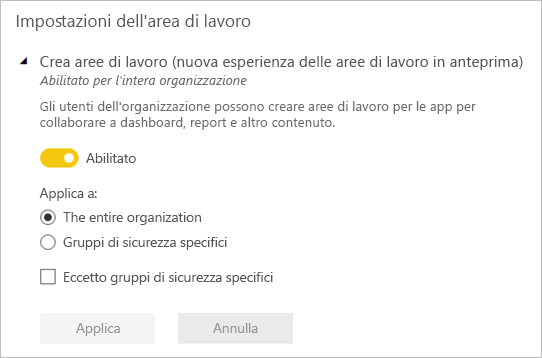 Impostazioni dell'area di lavoro
Crea aree di lavoro (nuova esperienza delle aree di lavoro in anteprima)
Abilitato per l'intera organizzazione
Gli utenti dell'organizzazione possono creare aree di lavoro per le app per
collaborare a dashboard, report e altro contenuto.
Abilitato
Applica a:
The entire organization
Gruppi di sicurezza specifici
Eccetto gruppi di sicurezza specifici
Applica
Annulla